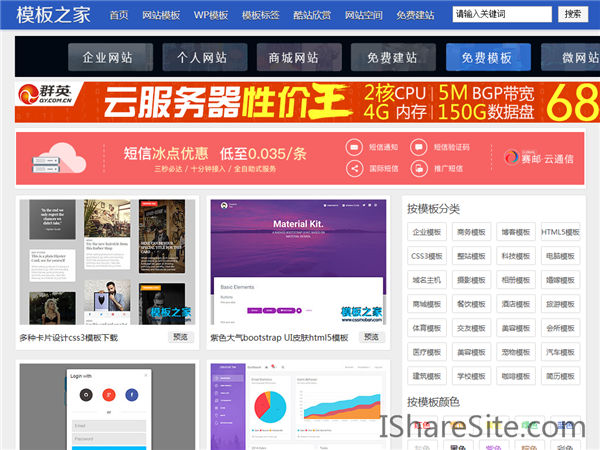 模板之家 首页 网站模板 WP模板 模板标签 酷站欣赏 网站空间 免费建站 请输入关键词 搜索
企业网站 个人网站 商城网站 免费建站 免费模板 微网站
群英 WWW.QY.COM.CN 云服务器性价王 2核CPU 5M BGP带宽 68
4G 内存 150G数据盘
短信冰点优惠 低至0.035/条 短信通知 短信验证码
三秒必达 / 十分钟接入 / 全自助式服务 国际短信 推广短信 赛邮·云通信
Material Kit.
Basic Elements
Buttons
模板之家
www.cssmoban.com
模板之家
多种卡片设计css3模板下载 预览
紫色大气bootstrap UI皮肤html5模板 预览
Login with
Email
Password
按模板分类
企业模板 商务模板 博客模板 HTML5模板
CSS3模板 整站模板 科技模板 电脑模板
域名主机 摄影模板 相册模板 婚嫁模板
商城模板 餐饮模板 酒店模板 旅游模板
体育模板 交友模板 美容模板 会所模板
医疗模板 美容模板 宠物模板 汽车模板
建筑模板 学校模板 咖啡模板 简历模板
按模板颜色
IShareSite.com